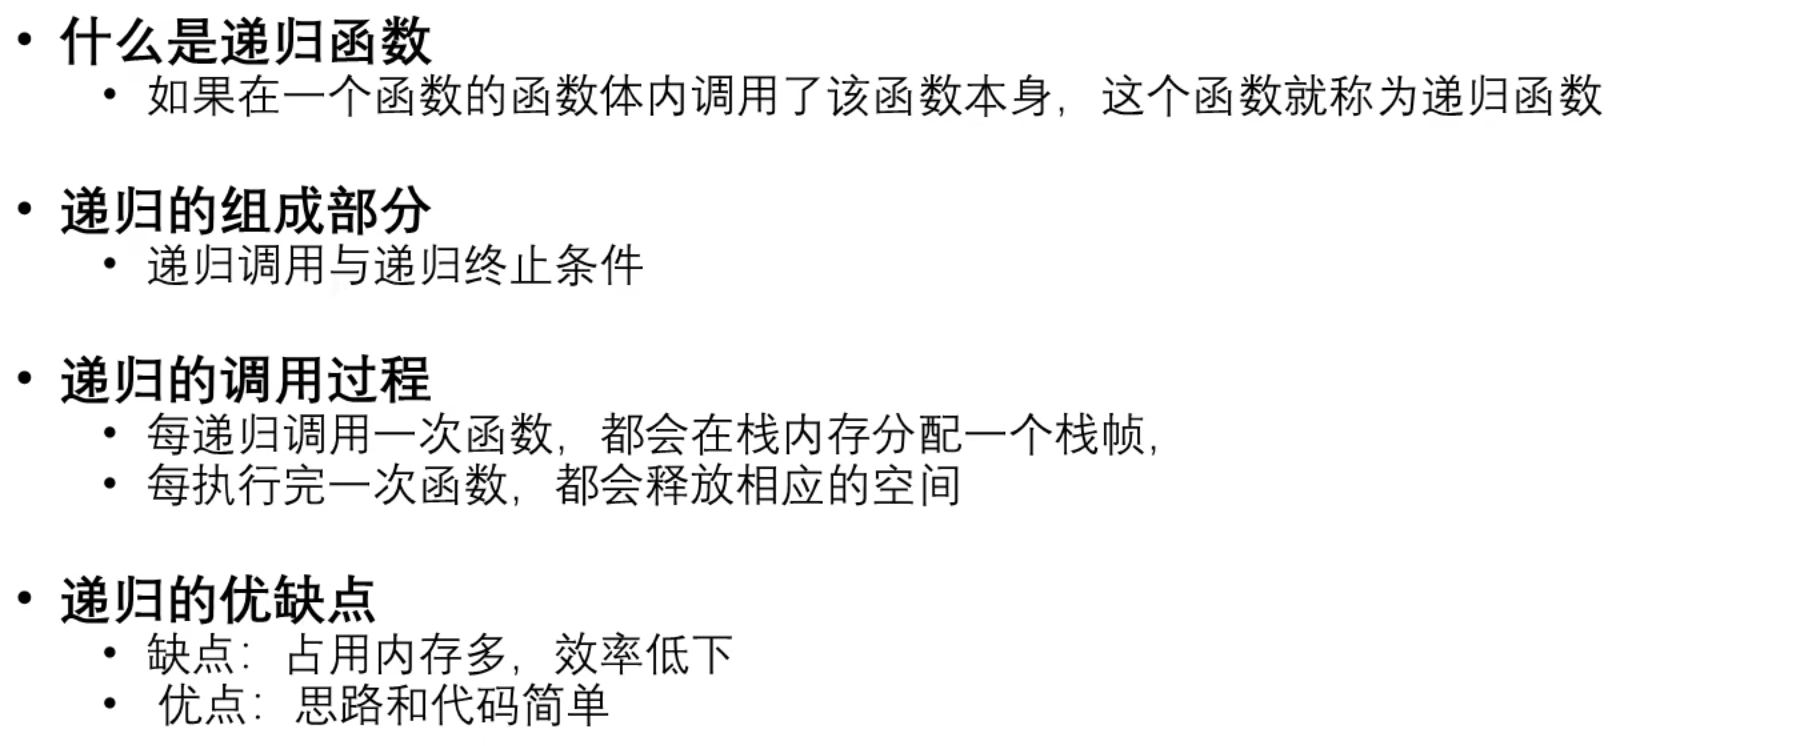 • 什么是递归函数
• 如果在一个函数的函数体内调用了该函数本身，这个函数就称为递归函数
• 递归的组成部分
• 递归调用与递归终止条件
• 递归的调用过程
• 每递归调用一次函数，都会在栈内存分配一个栈帧，
• 每执行完一次函数，都会释放相应的空间
• 递归的优缺点
• 缺点：占用内存多，效率低下
• 优点：思路和代码简单